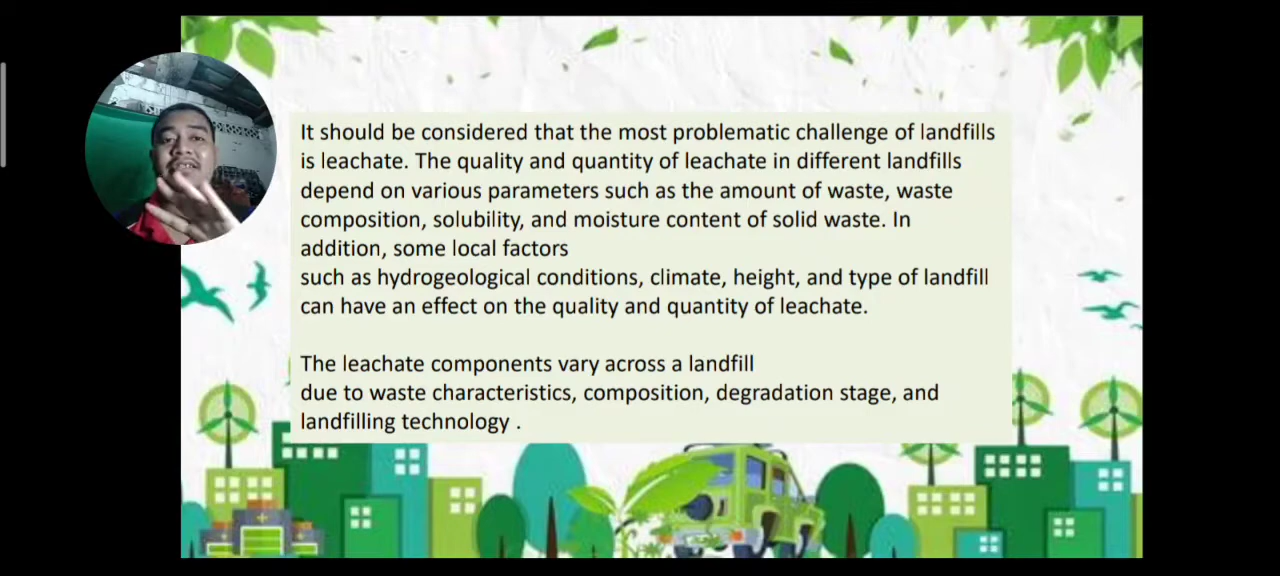 It should be considered that the most problematic challenge of landfills
is leachate. The quality and quantity of leachate in different landfills
depend on various parameters such as the amount of waste, waste
composition, solubility, and moisture content of solid waste. In
addition, some local factors
such as hydrogeological conditions, climate, height, and type of landfill
can have an effect on the quality and quantity of leachate.
The leachate components vary across a landfill
due to waste characteristics, composition, degradation stage, and
landfilling technology .